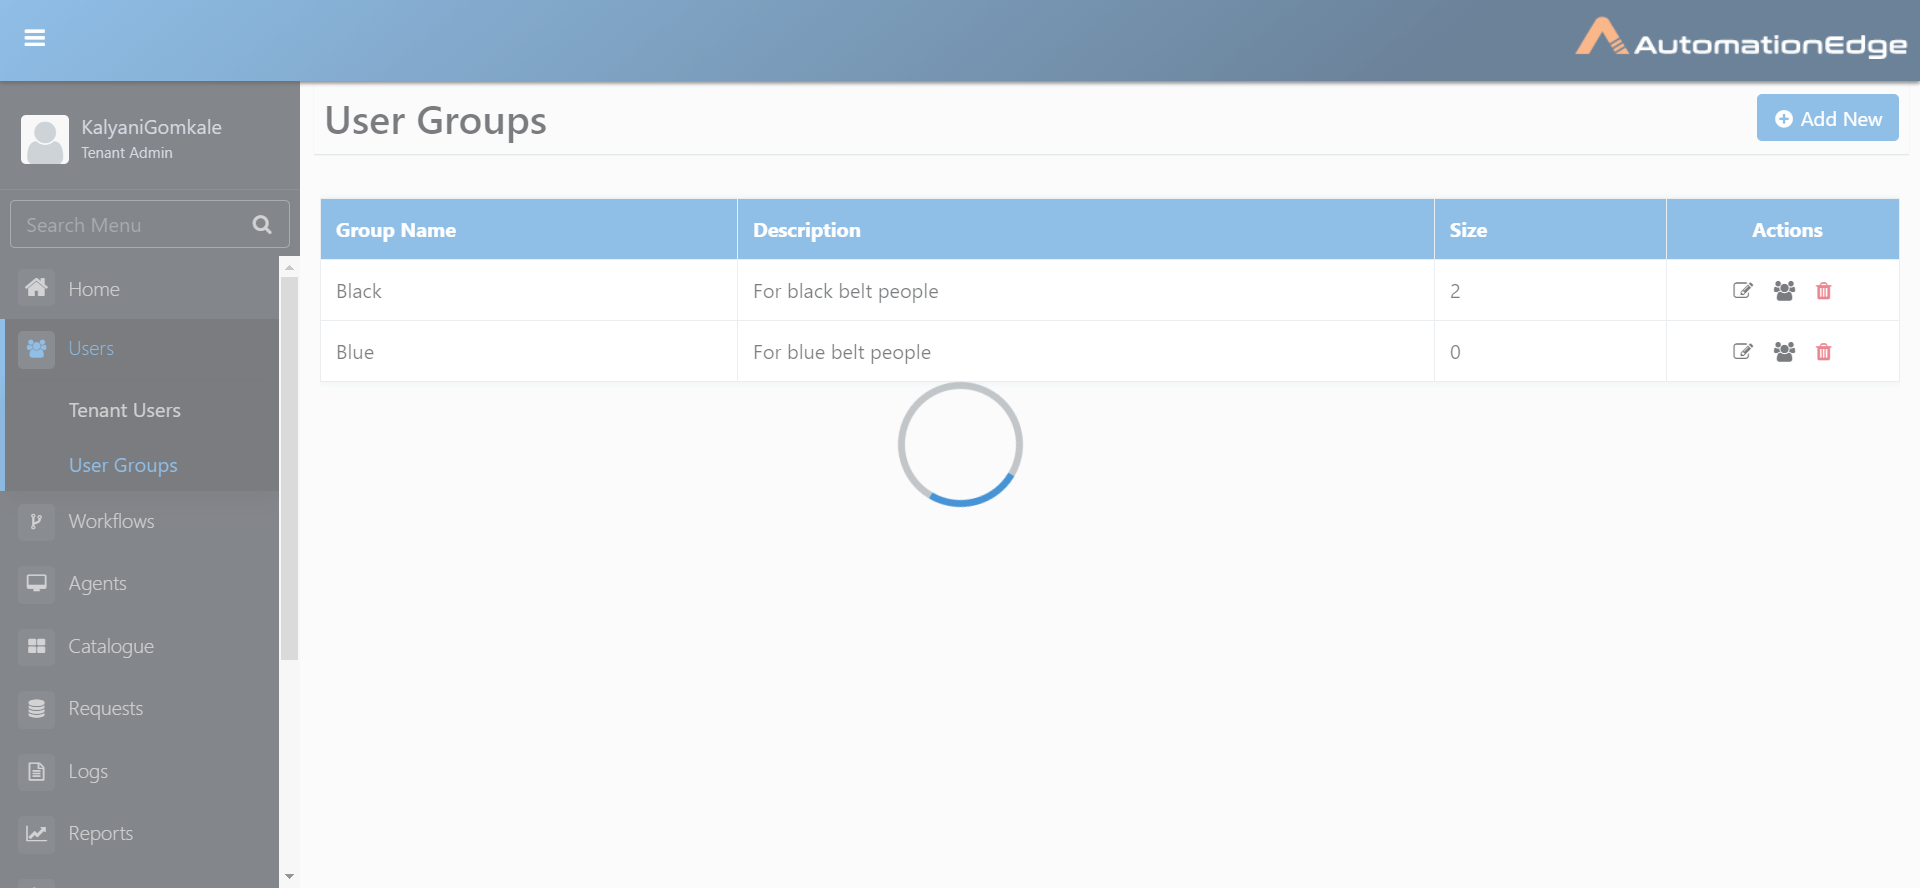 AutomationEdge
KalyaniGomkale
Tenant Admin
Search Menu
Home
Users
Tenant Users
User Groups
Workflows
Agents
Catalogue
Requests
Logs
Reports
User Groups
Add New
Group Name Description Size Actions
Black For black belt people 2
Blue For blue belt people 0